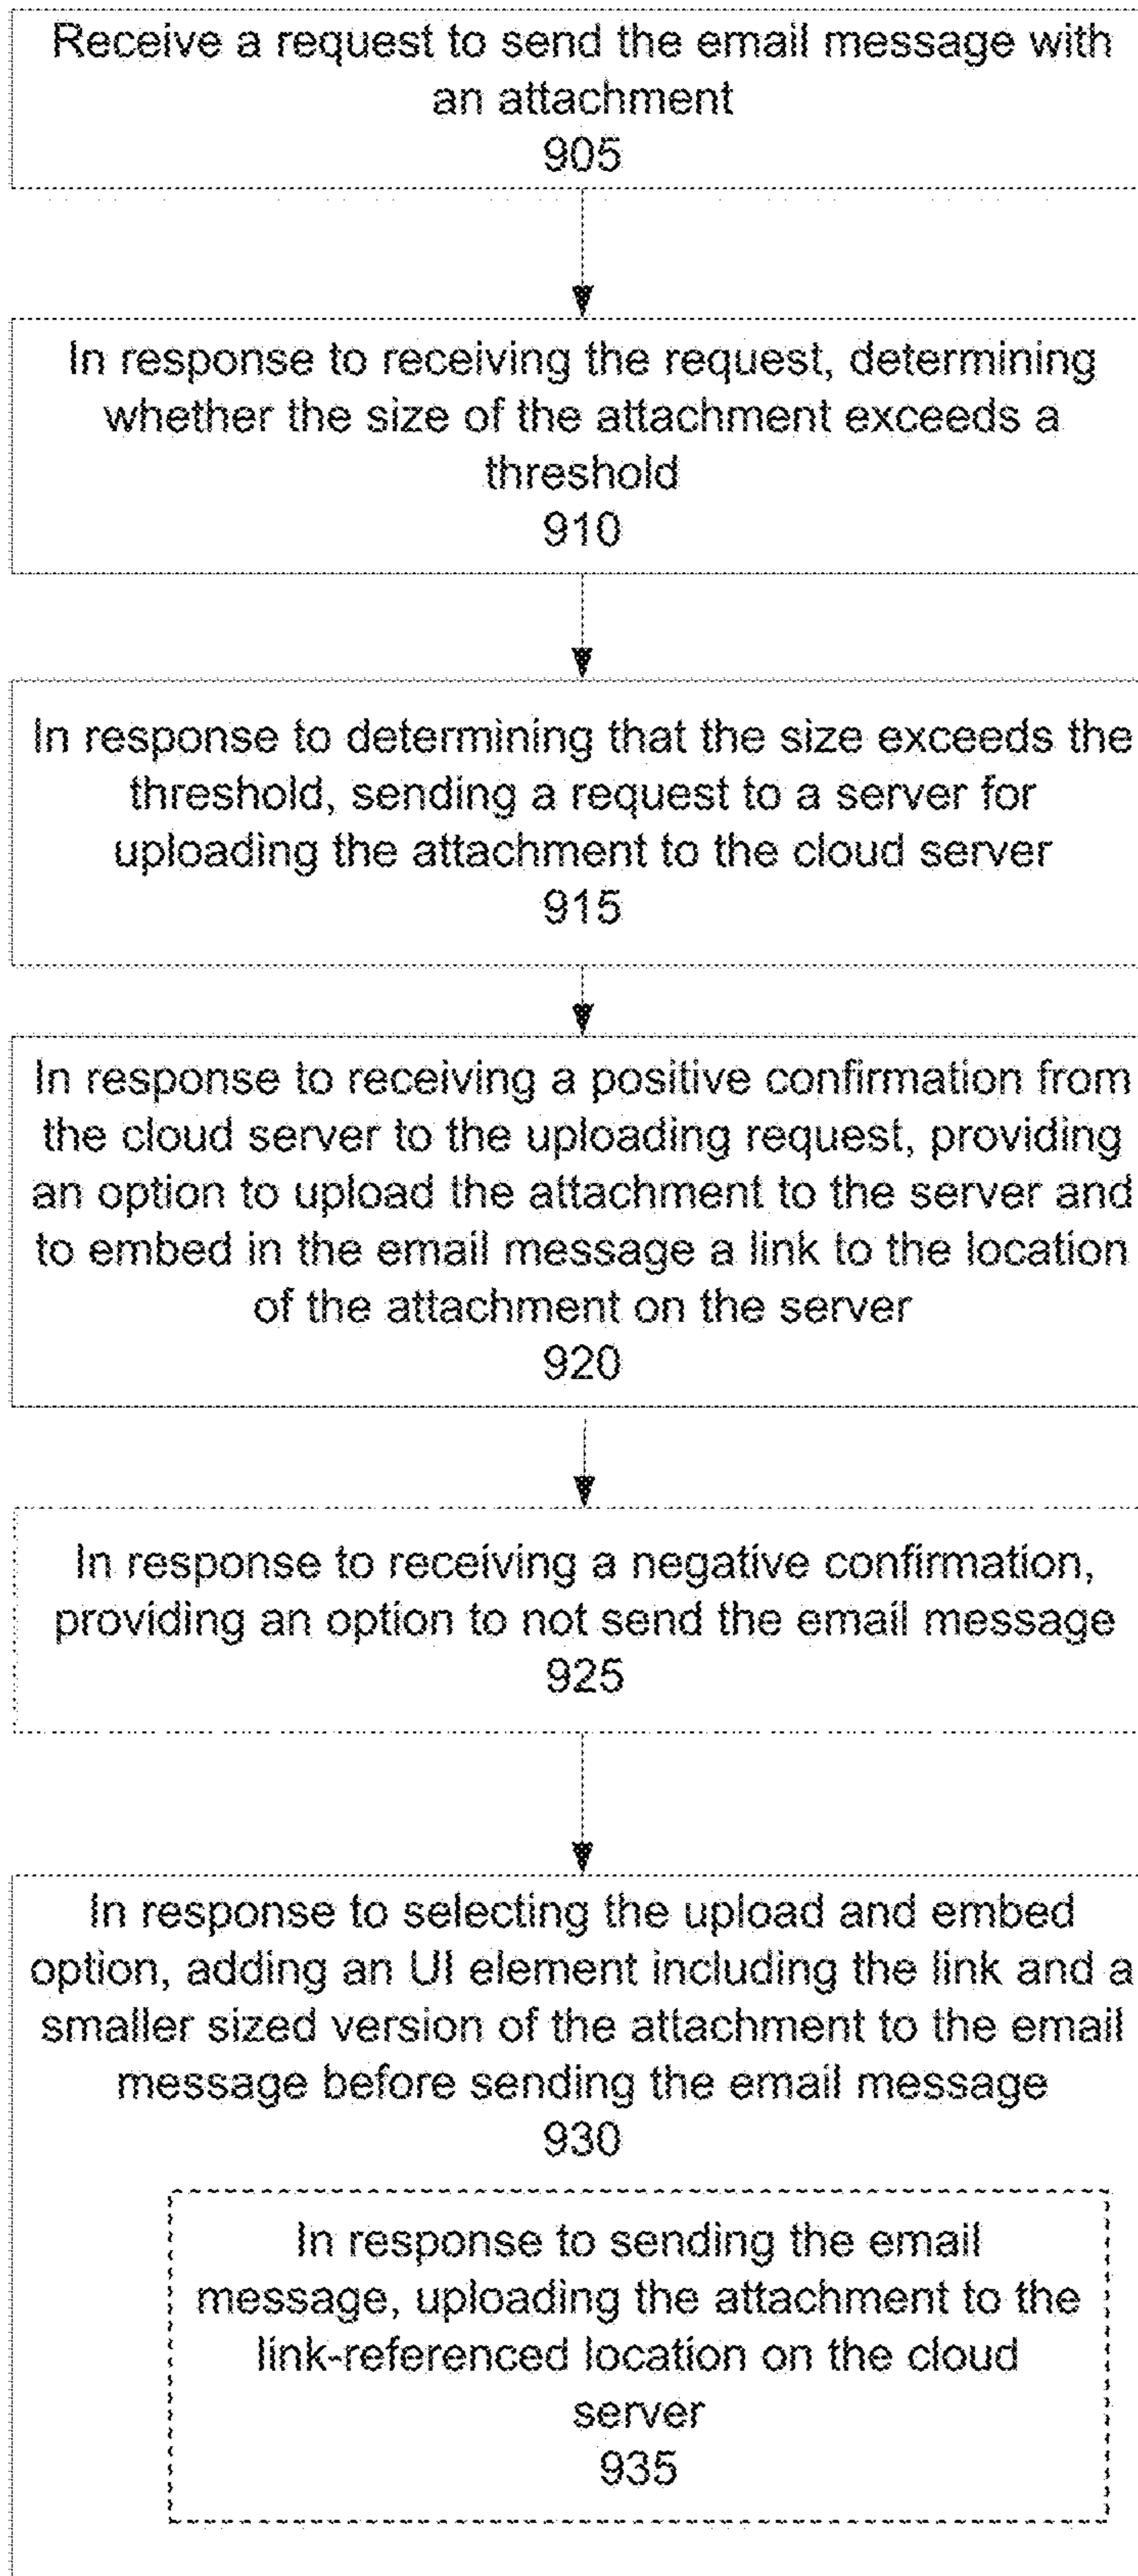 Receive a request to send the email message with
an attachment
905
In response to receiving the request, determining
whether the size of the attachment exceeds a
threshold
910
In response to determining that the size exceeds the
threshold, sending a request to a server for
uploading the attachment to the cloud server
915
In response to receiving a positive confirmation from
the cloud server to the uploading request, providing
an option to upload the attachment to the server and
to embed in the email message a link to the location
of the attachment on the server
920
In response to receiving a negative confirmation,
providing an option to not send the email message
925
In response to selecting the upload and embed
option, adding an UI element including the link and a
smaller sized version of the attachment to the email
message before sending the email message
930
In response to sending the email
message, uploading the attachment to the
link-referenced location on the cloud
server
935